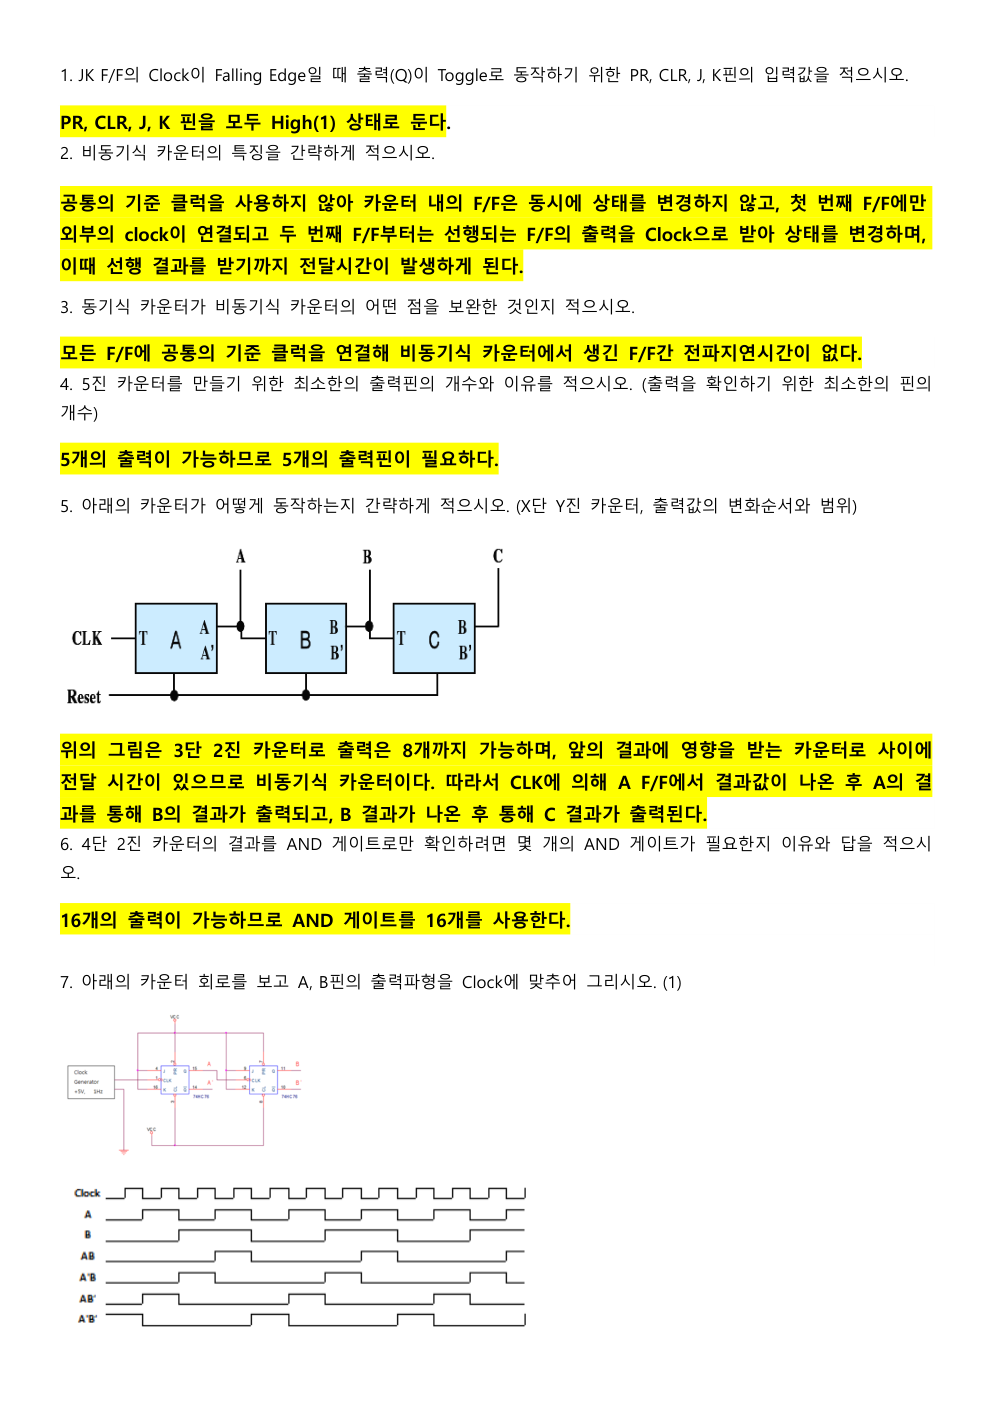 1. JK F/F의 Clock이 Falling Edge일 때 출력(Q)이 Toggle로 동작하기 위한 PR, CLR, J, K핀의 입력값을 적으시오.
PR, CLR, J, K 핀을 모두 High(1) 상태로 둔다.
2. 비동기식 카운터의 특징을 간략하게 적으시오.
공통의 기준 클럭을 사용하지 않아 카운터 내의 F/F은 동시에 상태를 변경하지 않고, 첫 번째 F/F에만
외부의 clock이 연결되고 두 번째 F/F부터는 선행되는 F/F의 출력을 Clock으로 받아 상태를 변경하며,
이때 선행 결과를 받기까지 전달시간이 발생하게 된다.
3. 동기식 카운터가 비동기식 카운터의 어떤 점을 보완한 것인지 적으시오.
모든 F/F에 공통의 기준 클럭을 연결해 비동기식 카운터에서 생긴 F/F간 전파지연시간이 없다.
4. 5진 카운터를 만들기 위한 최소한의 출력핀의 개수와 이유를 적으시오. (출력을 확인하기 위한 최소한의 핀의
개수)
5개의 출력이 가능하므로 5개의 출력핀이 필요하다.
5. 아래의 카운터가 어떻게 동작하는지 간략하게 적으시오. (X단 Y진 카운터, 출력값의 변화순서와 범위)
A B C
CLK T A A T B B T C B
A' B' B'
Reset
위의 그림은 3단 2진 카운터로 출력은 8개까지 가능하며, 앞의 결과에 영향을 받는 카운터로 사이에
전달 시간이 있으므로 비동기식 카운터이다. 따라서 CLK에 의해 A F/F에서 결과값이 나온 후 A의 결
과를 통해 B의 결과가 출력되고, B 결과가 나온 후 통해 C 결과가 출력된다.
6. 4단 2진 카운터의 결과를 AND 게이트로만 확인하려면 몇 개의 AND 게이트가 필요한지 이유와 답을 적으시
오.
16개의 출력이 가능하므로 AND 게이트를 16개를 사용한다.
7. 아래의 카운터 회로를 보고 A, B핀의 출력파형을 Clock에 맞추어 그리시오. (1)
VCC
A B
4 J PR Q 15 9 J PR Q 11
Clock
Generator
+5V, 1Hz
1 CLK A' 6 CLK B'
16 K CL 14 12 K CL 10
74HC76 74HC76
VCC
Clock
A
B
AB
A'B
AB'
A'B'